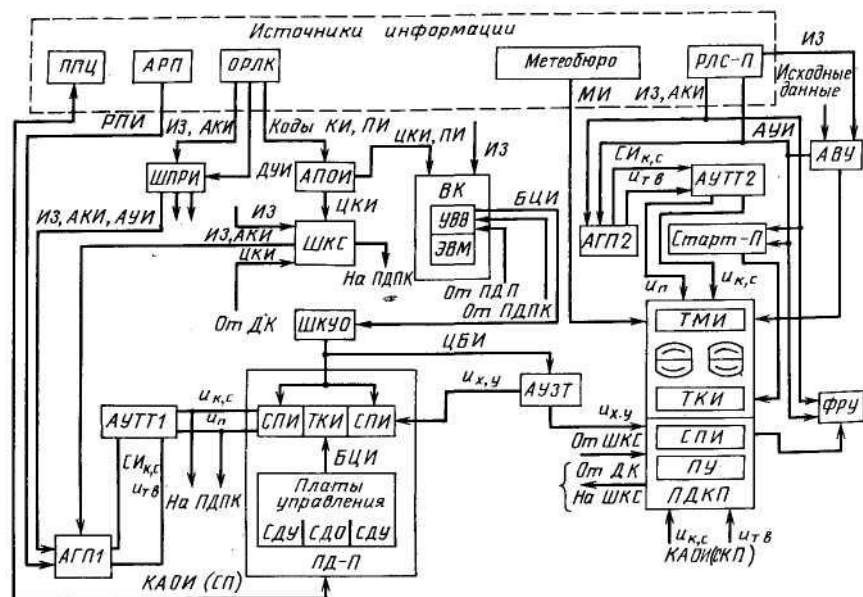 Источники информации
ППЦ
АРП
ОРЛК
Метеобюро
РЛС-П
ИЗ
Исходные
данные
РПИ
ИЗ, АКИ
Коды КИ, ПИ
ЦКИ, ПИ
ИЗ
МИ
ИЗ, АКИ
АУИ
АВУ
ШПРИ
ДУИ
АПОИ
ВК
УВВ
ЭВМ
БЦИ
СИк,с
uт в
АУТТ2
АГП2
Старт-П
ИЗ, АКИ, АУИ
ИЗ
ЦКИ
ИЗ,АКИ
ЦКИ
ШКС
На ПДПК
От ДК
От ПДП
От ПДПК
uп
uк,с
ШКУО
ЦБИ
ТМИ
ТКИ
ФРУ
АУЗТ
uх,у
uх.у
АУТТ1
uк,с
uп
СПИ
ТКИ
СПИ
БЦИ
СИк,с
uт в
На ПДПК
Платы
управления
СДУ
СДО
СДУ
ПД-П
АГП1
КАОИ (СП)
От ШКС
От ДК
На ШКС
СПИ
ПУ
ПДКП
uк,с
uт в
КАОИ(СКП)